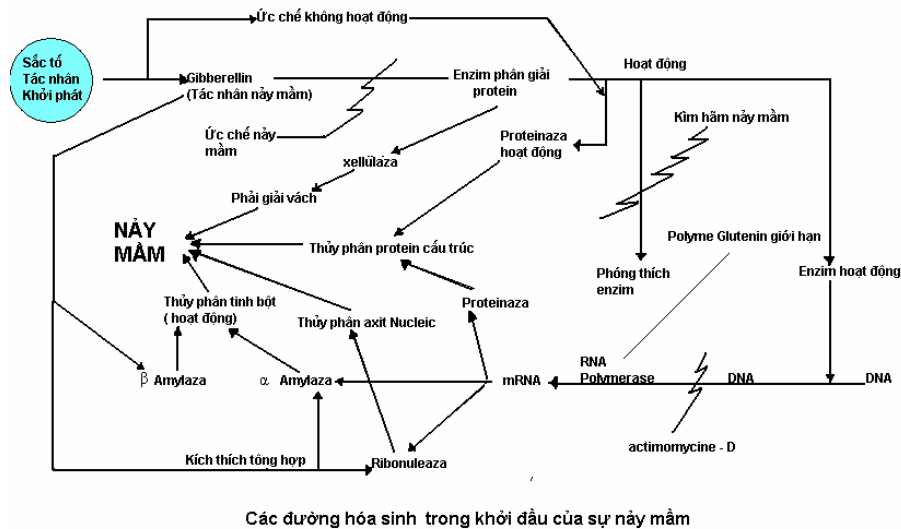 Ức chế không hoạt động
Sắc tố
Tác nhân
Khởi phát
Gibberellin
(Tác nhân nảy mầm)
Enzim phân giải
protein
Hoạt động
Ức chế nảy
mầm
Proteinaza
hoạt động
Kìm hãm nảy mầm
xellulaza
Phải giải vách
NẢY
MẦM
Thủy phân protein cấu trúc
Polyme Glutenin giới hạn
Phóng thích
enzim
Enzim hoạt động
Thủy phân tinh bột
( hoạt động)
Thủy phân axit Nucleic
Proteinaza
β Amylaza
α Amylaza
mRNA
RNA
Polymerase
DNA
DNA
actimomycine - D
Kích thích tông hợp
Ribonuleaza
Các đường hóa sinh trong khởi đầu của sự nảy mầm